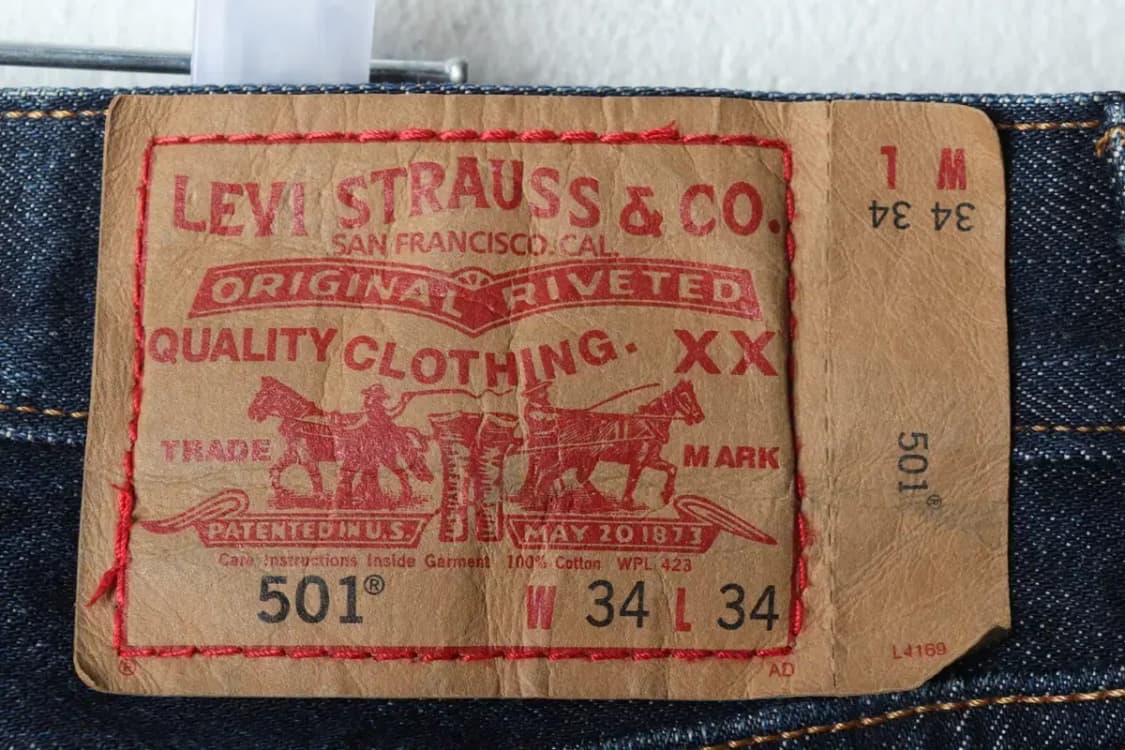 LEVI STRAUSS & CO.
SAN FRANCISCO, CAL.
ORIGINAL RIVETED
QUALITY CLOTHING. XX
TRADE MARK
PATENTED IN U.S. MAY 20 1873
Care Instructions Inside Garment 100% Cotton WPL 423
501® W 34 L 34
® AD
W 34
L 34
501®
L4169